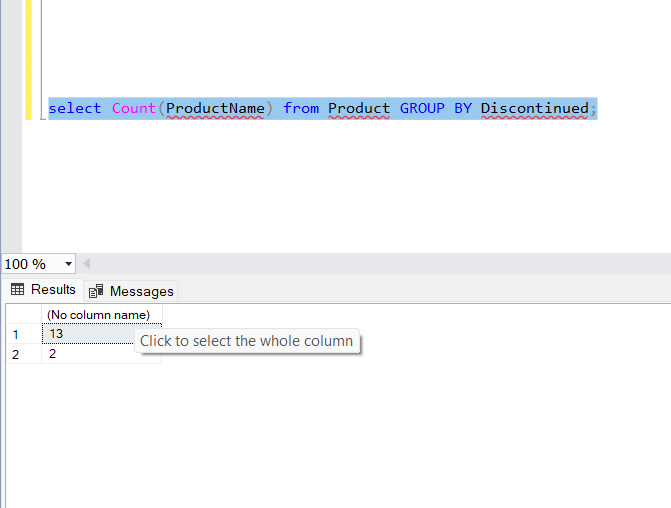 select Count(ProductName) from Product GROUP BY Discontinued;
100 %
Results Messages
(No column name)
1 13
Click to select the whole column
2 2